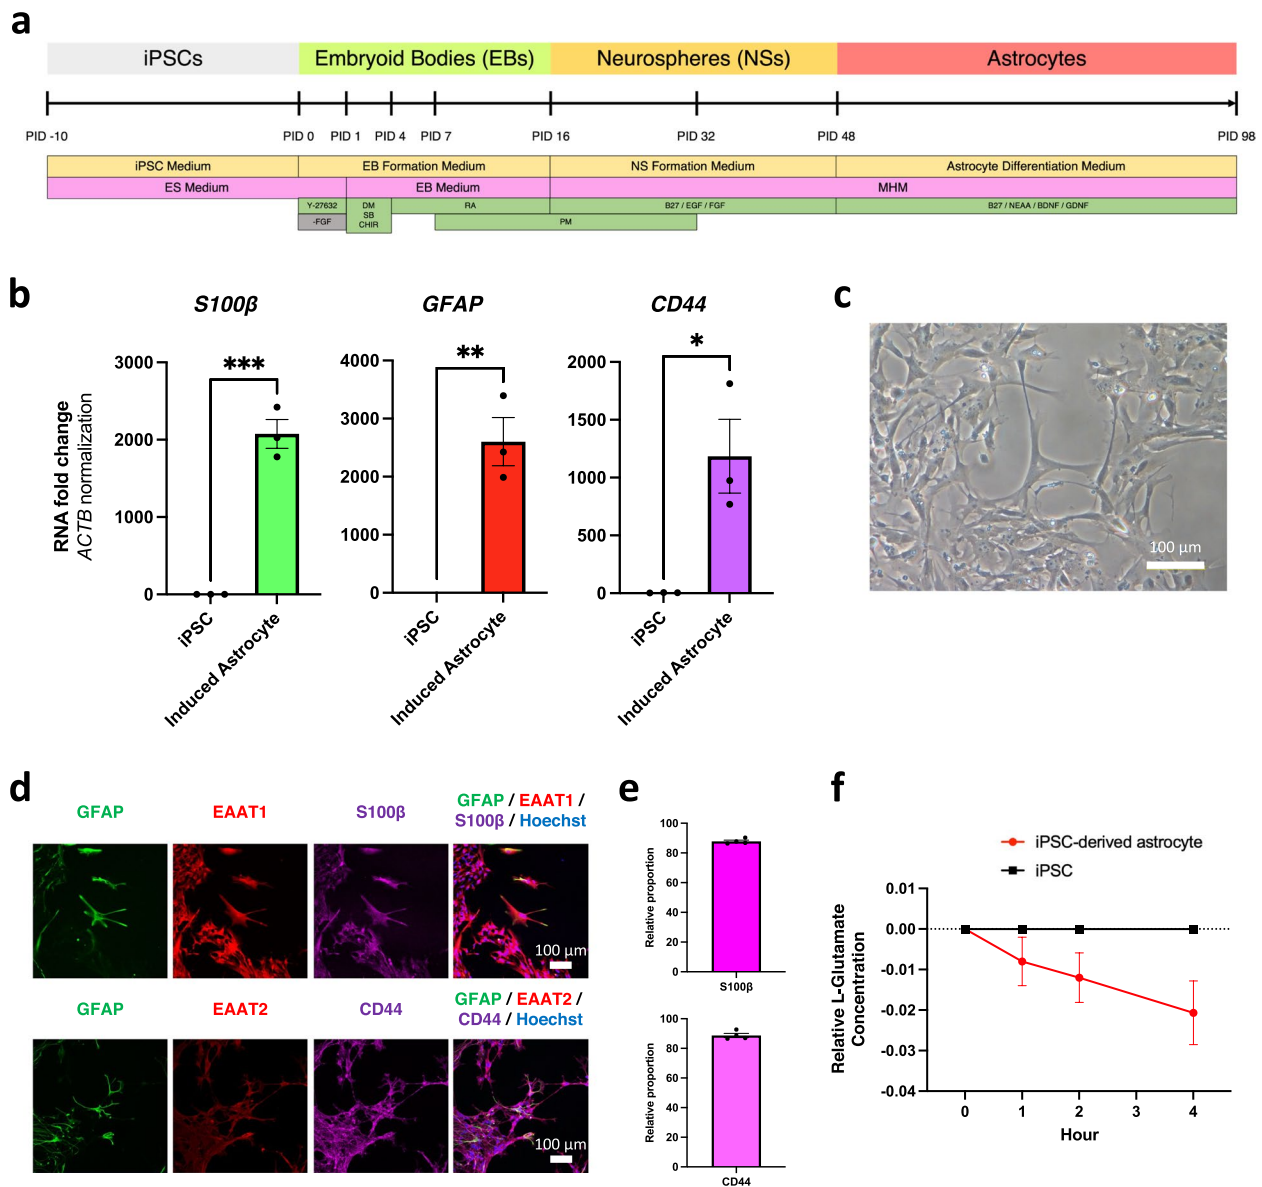 a
iPSCs
Embryoid Bodies (EBs)
Neurospheres (NSs)
Astrocytes
PID -10
PID 0
PID 1
PID 4
PID 7
PID 16
PID 32
PID 48
PID 98
iPSC Medium
EB Formation Medium
NS Formation Medium
Astrocyte Differentiation Medium
ES Medium
EB Medium
MHM
Y-27632
DM
SB
CHIR
RA
B27 / EGF / FGF
B27 / NEAA / BDNF / GDNF
-FGF
PM
b
RNA fold change
ACTB normalization
S100β
***
3000
2000
1000
0
iPSC
Induced Astrocyte
GFAP
**
4000
3000
2000
1000
0
iPSC
Induced Astrocyte
CD44
*
2000
1500
1000
500
0
iPSC
Induced Astrocyte
c
100 µm
d
GFAP
EAAT1
S100β
GFAP / EAAT1 /
S100β / Hoechst
100 µm
GFAP
EAAT2
CD44
GFAP / EAAT2 /
CD44 / Hoechst
100 µm
e
Relative proportion
100
80
60
40
20
0
S100β
Relative proportion
100
80
60
40
20
0
CD44
f
iPSC-derived astrocyte
iPSC
Relative L-Glutamate
Concentration
0.01
0.00
-0.01
-0.02
-0.03
-0.04
0
1
2
3
4
Hour